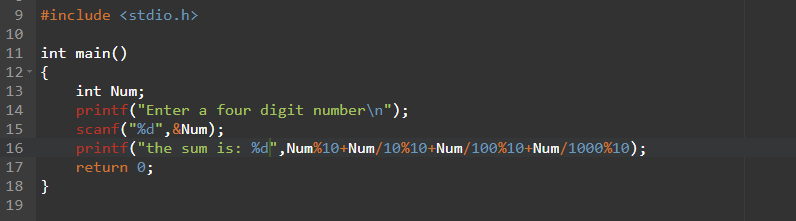 9 #include <stdio.h>
10
11 int main()
12 {
13     int Num;
14     printf("Enter a four digit number\n");
15     scanf("%d",&Num);
16     printf("the sum is: %d",Num%10+Num/10%10+Num/100%10+Num/1000%10);
17     return 0;
18 }
19